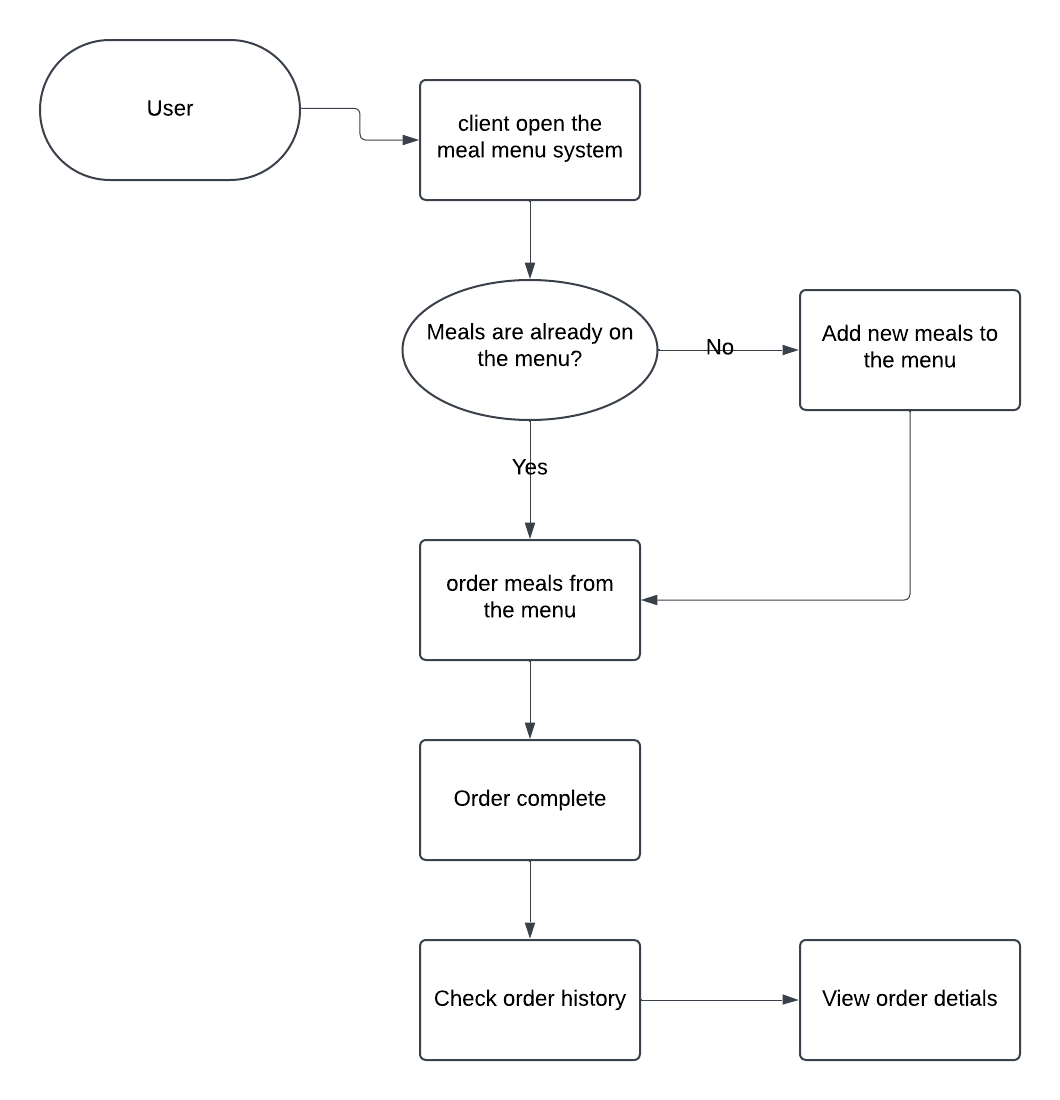 User
client open the
meal menu system
Meals are already on
the menu?
No
Add new meals to
the menu
Yes
order meals from
the menu
Order complete
Check order history
View order detials